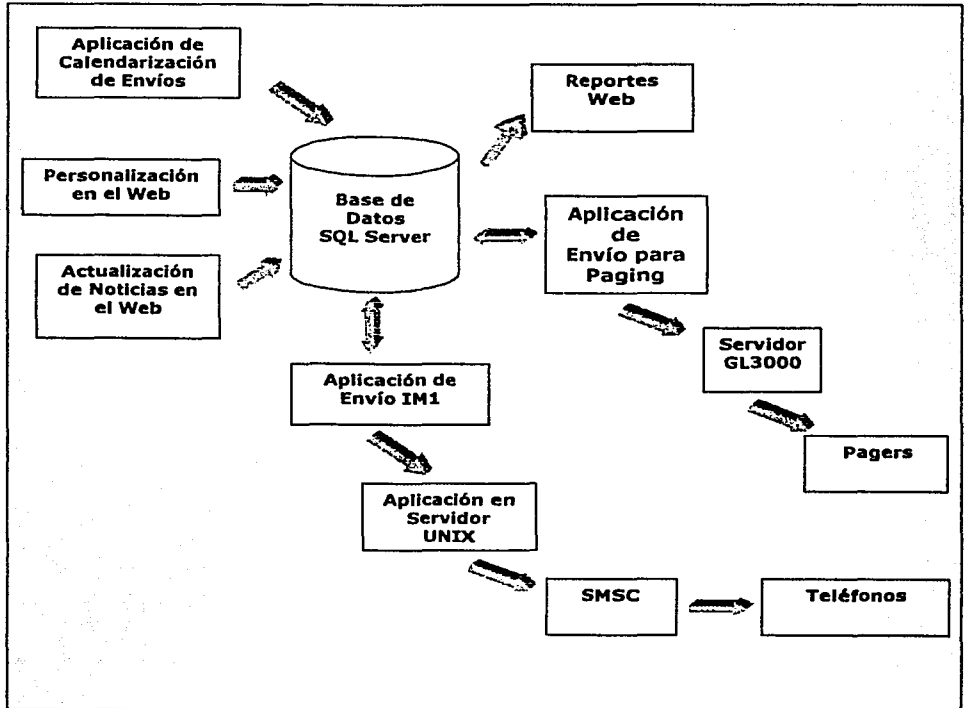 Aplicación de
Calendarización
de Envíos
Reportes
Web
Personalización
en el Web
Base de
Datos
SQL Server
Aplicación
de
Envío para
Paging
Actualización
de Noticias en
el Web
Servidor
GL3000
Aplicación de
Envío IM1
Pagers
Aplicación en
Servidor
UNIX
SMSC
Teléfonos